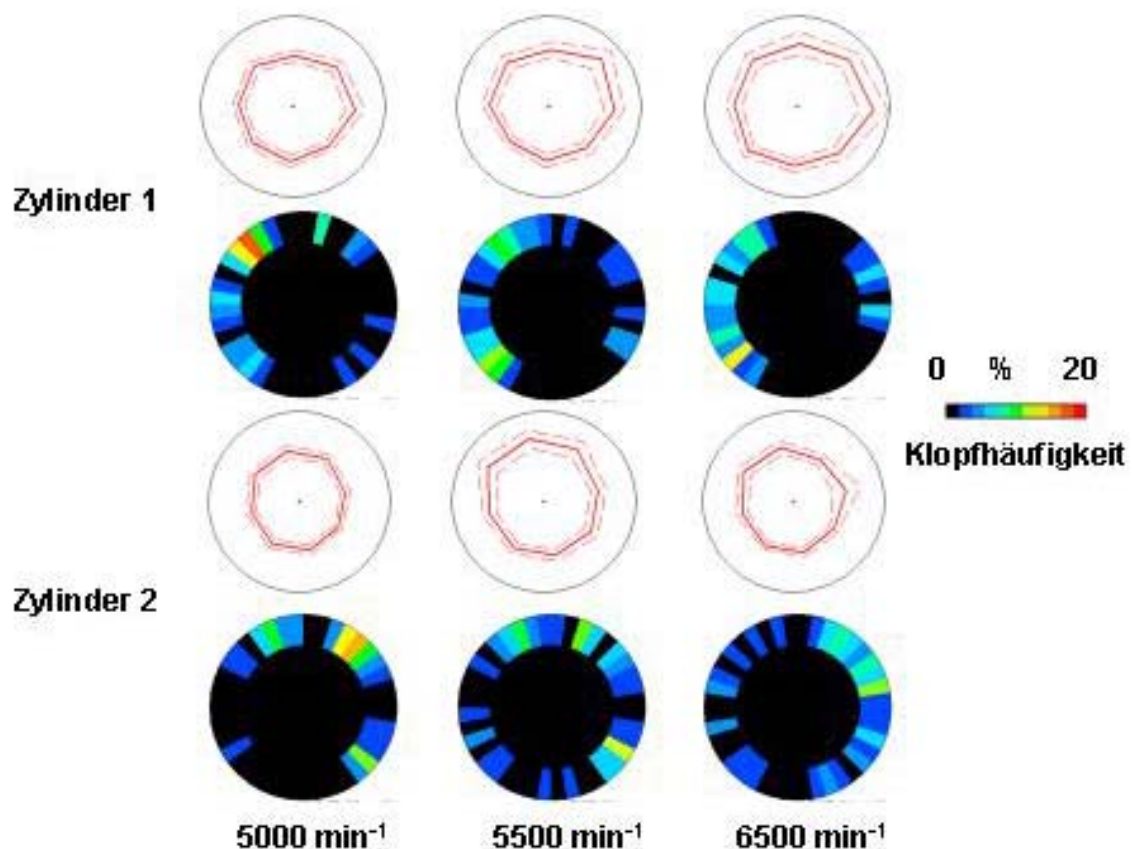 Zylinder 1
0 % 20
Klopfhäufigkeit
Zylinder 2
5000 min⁻¹ 5500 min⁻¹ 6500 min⁻¹